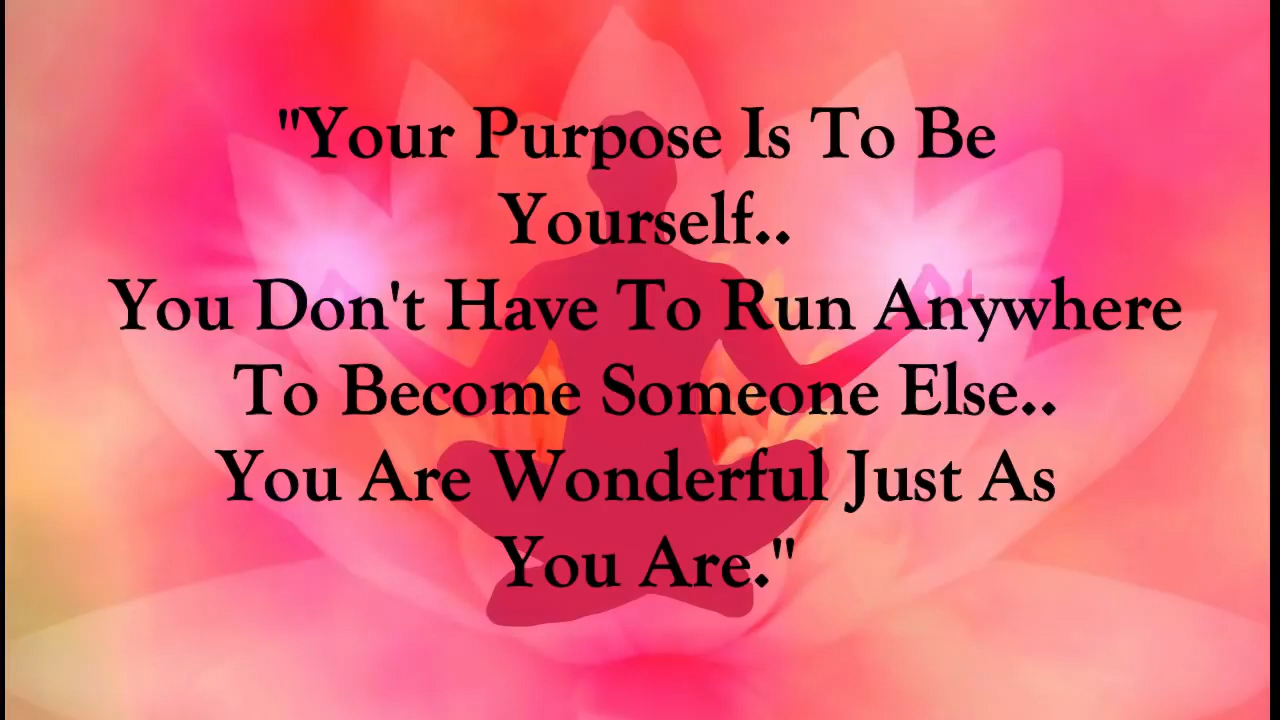 "Your Purpose Is To Be
Yourself..
You Don't Have To Run Anywhere
To Become Someone Else..
You Are Wonderful Just As
You Are."